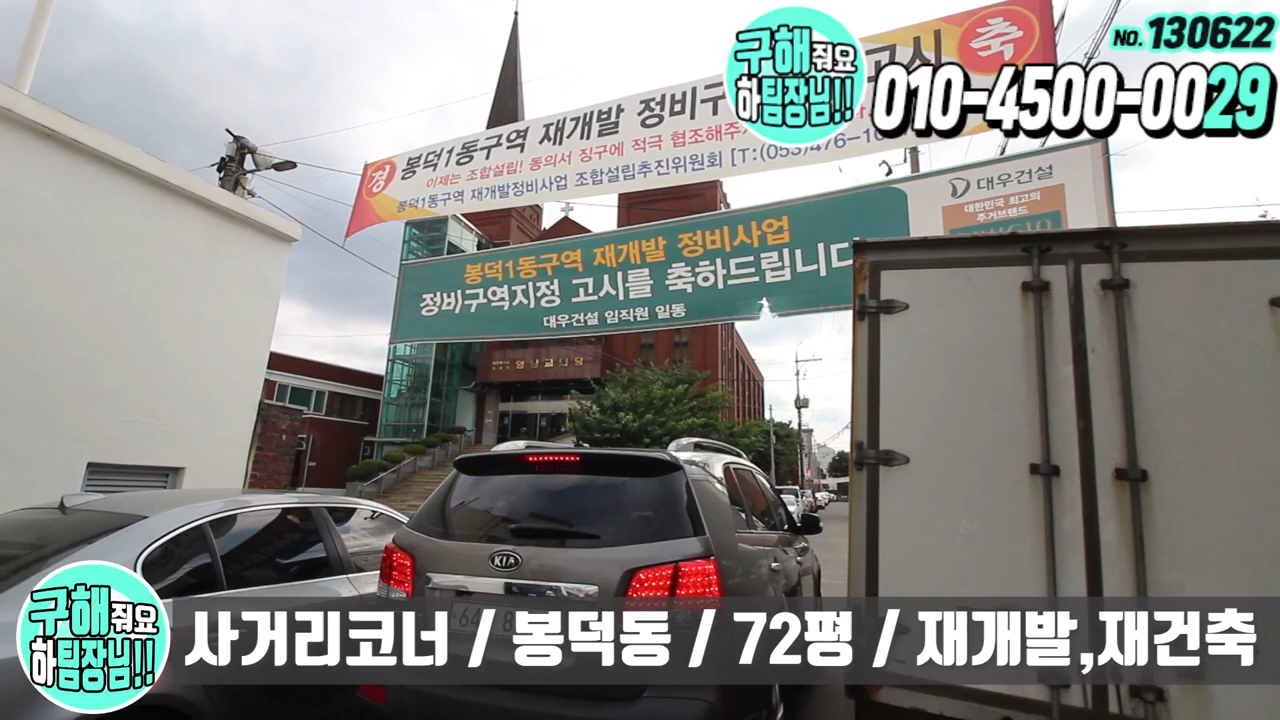 구해줘요
하팀장님!!
NO. 130622
010-4500-0029
경 봉덕1동구역 재개발 정비구 고시 축
이제는 조합설립! 동의서 징구에 적극 협조해주
봉덕1동구역 재개발정비사업 조합설립추진위원회 [T:(053)476-1
대우건설
대한민국 최고의
주거브랜드
봉덕1동구역 재개발 정비사업
정비구역지정 고시를 축하드립니다
대우건설 임직원 일동
KIA
구해줘요
하팀장님!!
사거리코너 / 봉덕동 / 72평 / 재개발,재건축